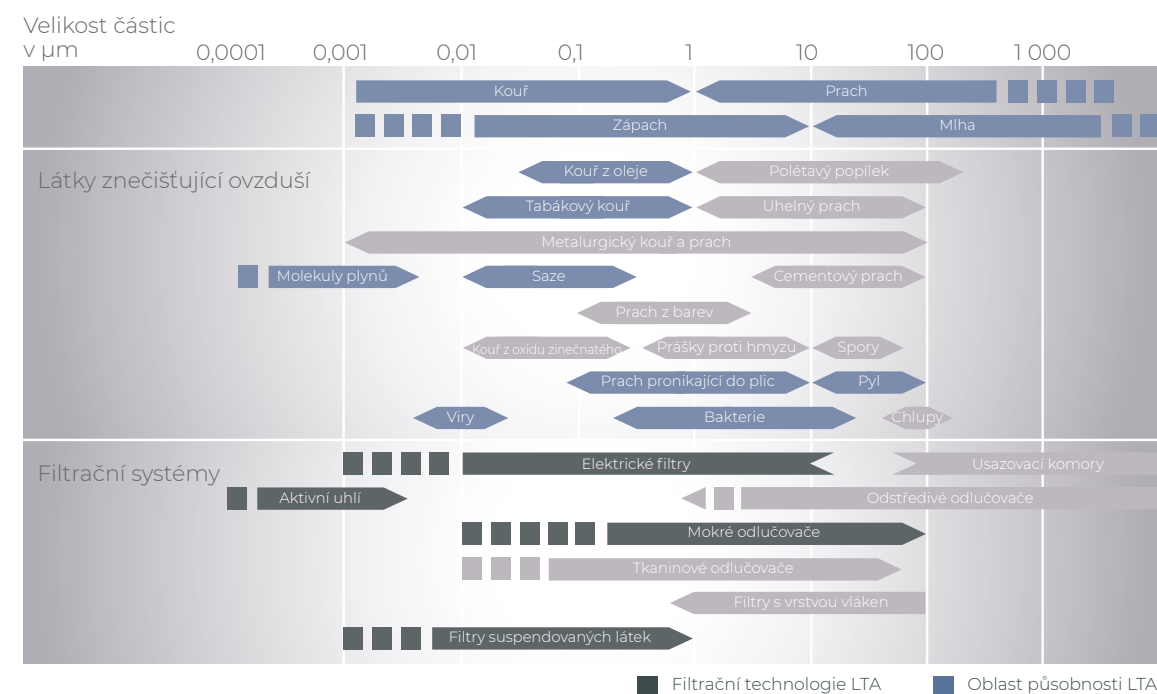 Velikost částic
v µm 0,0001 0,001 0,01 0,1 1 10 100 1 000
Kouř Prach
Zápach Mlha
Látky znečišťující ovzduší
Kouř z oleje Polétavý popílek
Tabákový kouř Uhelný prach
Metalurgický kouř a prach
Molekuly plynů Saze Cementový prach
Prach z barev
Kouř z oxidu zinečnatého Prášky proti hmyzu Spory
Prach pronikající do plic Pyl
Viry Bakterie Chlupy
Filtrační systémy
Elektrické filtry Usazovací komory
Aktivní uhlí Odstředivé odlučovače
Mokré odlučovače
Tkaninové odlučovače
Filtry s vrstvou vláken
Filtry suspendovaných látek
Filtrační technologie LTA Oblast působnosti LTA